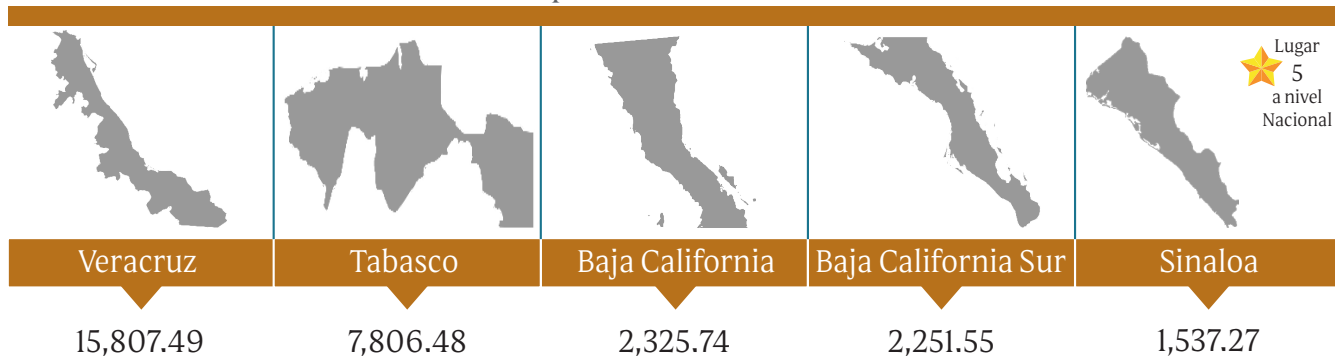 Lugar
5
a nivel
Nacional
Veracruz
Tabasco
Baja California
Baja California Sur
Sinaloa
15,807.49
7,806.48
2,325.74
2,251.55
1,537.27